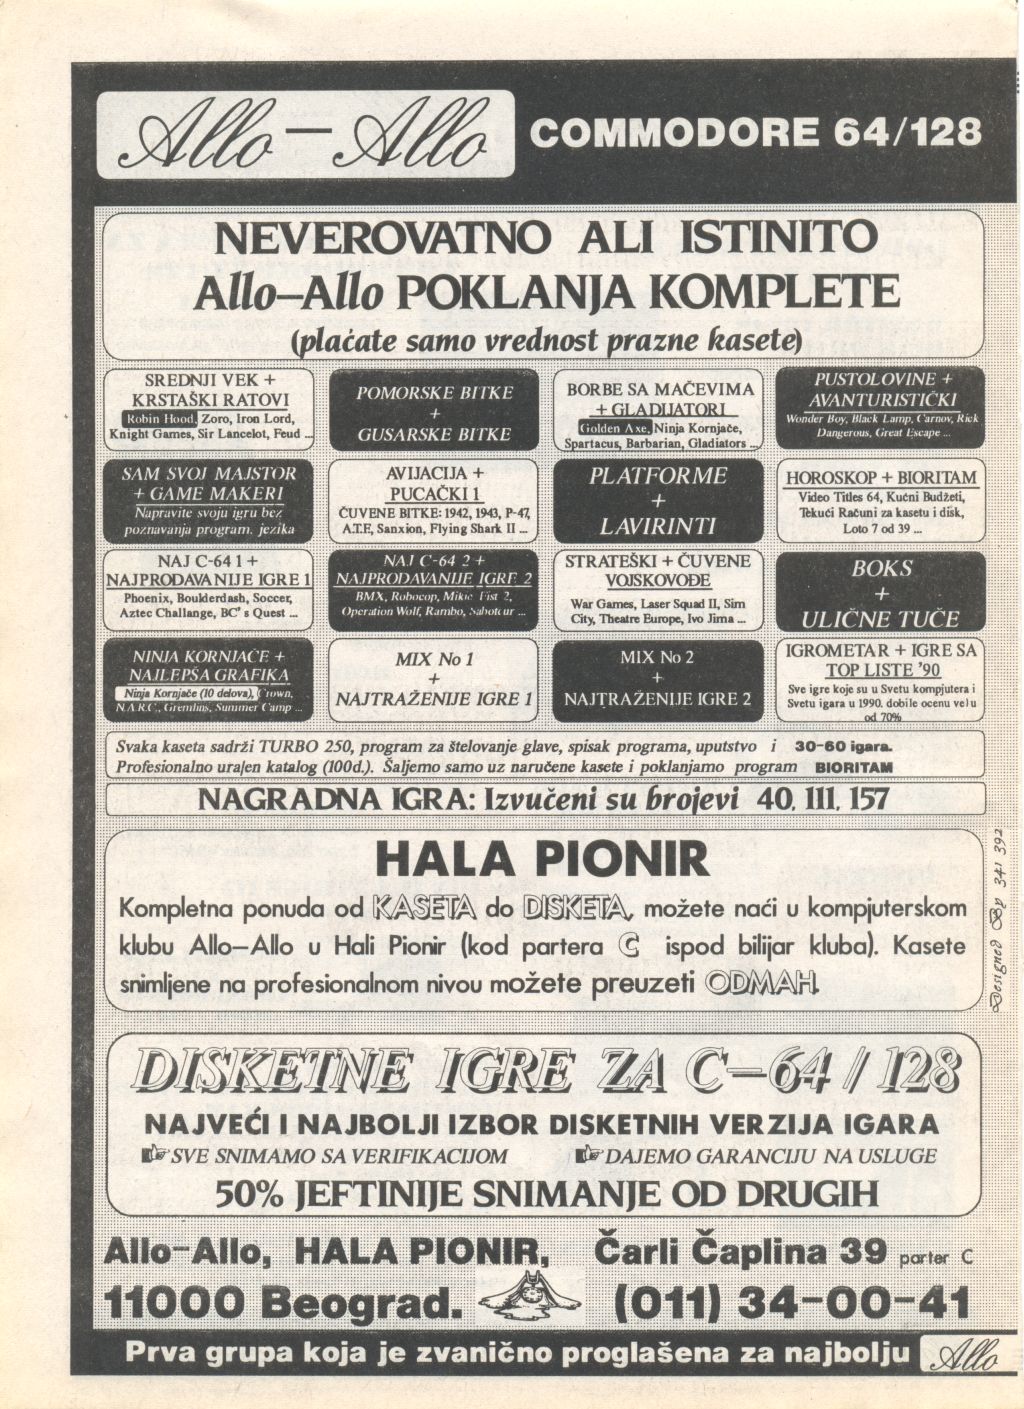 Allo–Allo COMMODORE 64/128
NEVEROVATNO ALI ISTINITO
Allo–Allo POKLANJA KOMPLETE
(plaćate samo vrednost prazne kasete)
SREDNJI VEK +
KRSTAŠKI RATOVI
Robin Hood, Zoro, Iron Lord,
Knight Games, Sir Lancelot, Feud ...
POMORSKE BITKE
+
GUSARSKE BITKE
BORBE SA MAČEVIMA
+ GLADIJATORI
Golden Axe, Ninja Kornjače,
Spartacus, Barbarian, Gladiators ...
PUSTOLOVINE +
AVANTURISTIČKI
Wonder Boy, Black Lamp, Carnov, Rick
Dangerous, Great Escape ...
SAM SVOJ MAJSTOR
+ GAME MAKERI
Napravite svoju igru bez
poznavanja program. jezika
AVIJACIJA +
PUCAČKI 1
ČUVENE BITKE: 1942, 1943, P-47,
A.T.F, Sanxion, Flying Shark II ...
PLATFORME
+
LAVIRINTI
HOROSKOP + BIORITAM
Video Titles 64, Kućni Budžeti,
Tekući Računi za kasetu i disk,
Loto 7 od 39 ...
NAJ C-64 1 +
NAJPRODAVANIJE IGRE 1
Phoenix, Boulderdash, Soccer,
Aztec Challange, BC's Quest ...
NAJ C-64 2 +
NAJPRODAVANIJE IGRE 2
BMX, Robocop, Mikie, Fist 2,
Operation Wolf, Rambo, Saboteur ...
STRATEŠKI + ČUVENE
VOJSKOVOĐE
War Games, Laser Squad II, Sim
City, Theatre Europe, Ivo Jima ...
BOKS
+
ULIČNE TUČE
NINJA KORNJAČE +
NAJLEPŠA GRAFIKA
Ninja Kornjače (10 delova), Crown,
N.A.R.C., Gremlins, Summer Camp ...
MIX No 1
+
NAJTRAŽENIJE IGRE 1
MIX No 2
+
NAJTRAŽENIJE IGRE 2
IGROMETAR + IGRE SA
TOP LISTE '90
Sve igre koje su u Svetu kompjutera i
Svetu igara u 1990. dobile ocenu veću
od 70%
Svaka kaseta sadrži TURBO 250, program za štelovanje glave, spisak programa, uputstvo i 30-60 igara.
Profesionalno urađen katalog (100d.). Šaljemo samo uz naručene kasete i poklanjamo program BIORITAM
NAGRADNA IGRA: Izvučeni su brojevi 40, 111, 157
HALA PIONIR
Kompletna ponuda od KASETA do DISKETA, možete naći u kompjuterskom
klubu Allo–Allo u Hali Pionir (kod partera C ispod bilijar kluba). Kasete
snimljene na profesionalnom nivou možete preuzeti ODMAH.
Designed By 341 392
DISKETNE IGRE ZA C–64 / 128
NAJVEĆI I NAJBOLJI IZBOR DISKETNIH VERZIJA IGARA
SVE SNIMAMO SA VERIFIKACIJOM DAJEMO GARANCIJU NA USLUGE
50% JEFTINIJE SNIMANJE OD DRUGIH
Allo–Allo, HALA PIONIR, Čarli Čaplina 39 parter C
11000 Beograd. (011) 34–00–41
Prva grupa koja je zvanično proglašena za najbolju Allo